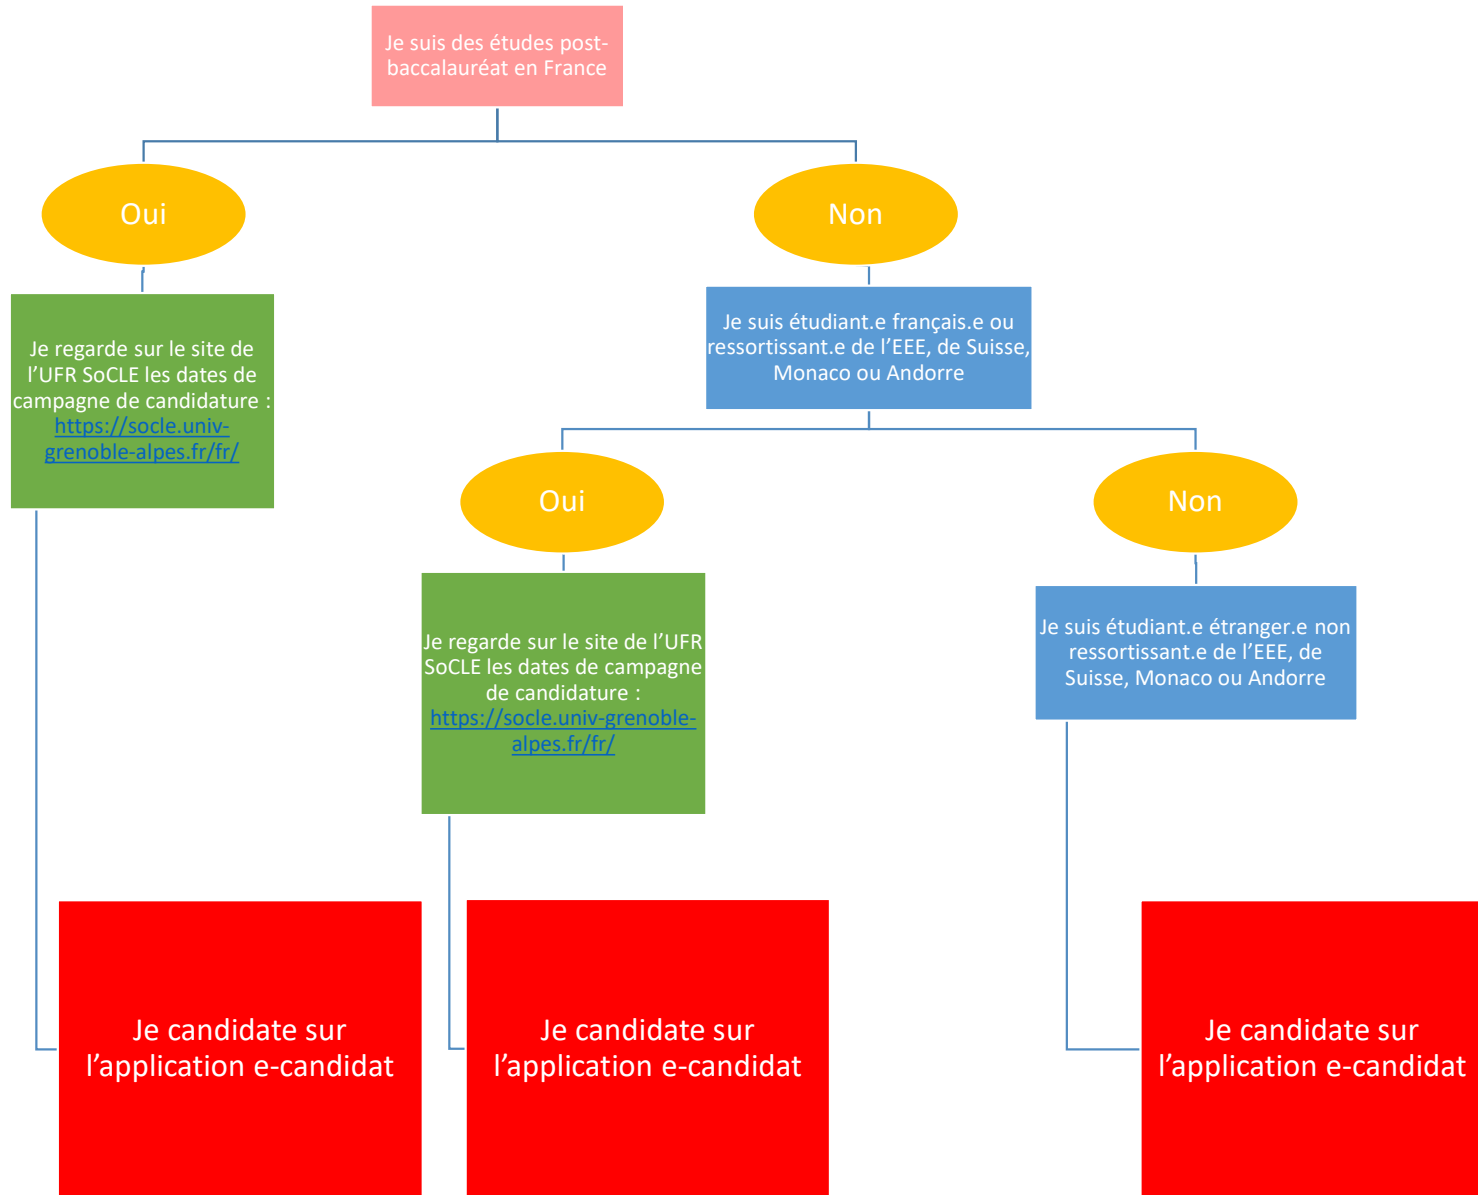 Je suis des études post-
baccalauréat en France
Oui
Non
Je regarde sur le site de
l’UFR SoCLE les dates de
campagne de candidature :
https://socle.univ-
grenoble-alpes.fr/fr/
Je suis étudiant.e français.e ou
ressortissant.e de l’EEE, de Suisse,
Monaco ou Andorre
Oui
Non
Je regarde sur le site de l’UFR
SoCLE les dates de campagne
de candidature :
https://socle.univ-grenoble-
alpes.fr/fr/
Je suis étudiant.e étranger.e non
ressortissant.e de l’EEE, de
Suisse, Monaco ou Andorre
Je candidate sur
l’application e-candidat
Je candidate sur
l’application e-candidat
Je candidate sur
l’application e-candidat